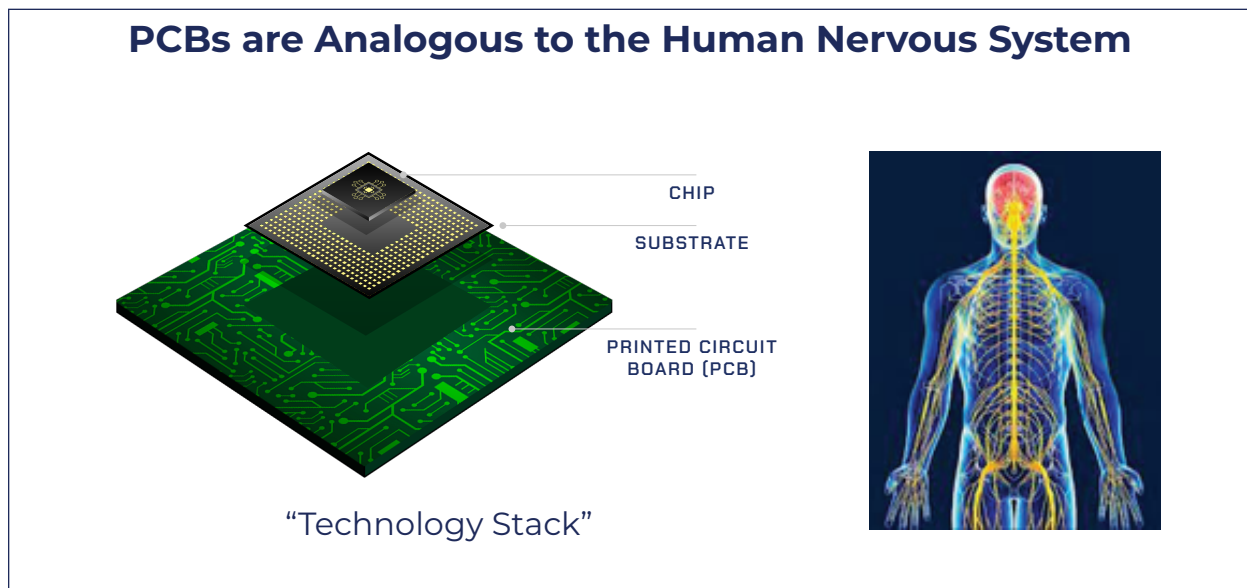 PCBs are Analogous to the Human Nervous System
CHIP
SUBSTRATE
PRINTED CIRCUIT
BOARD (PCB)
“Technology Stack”